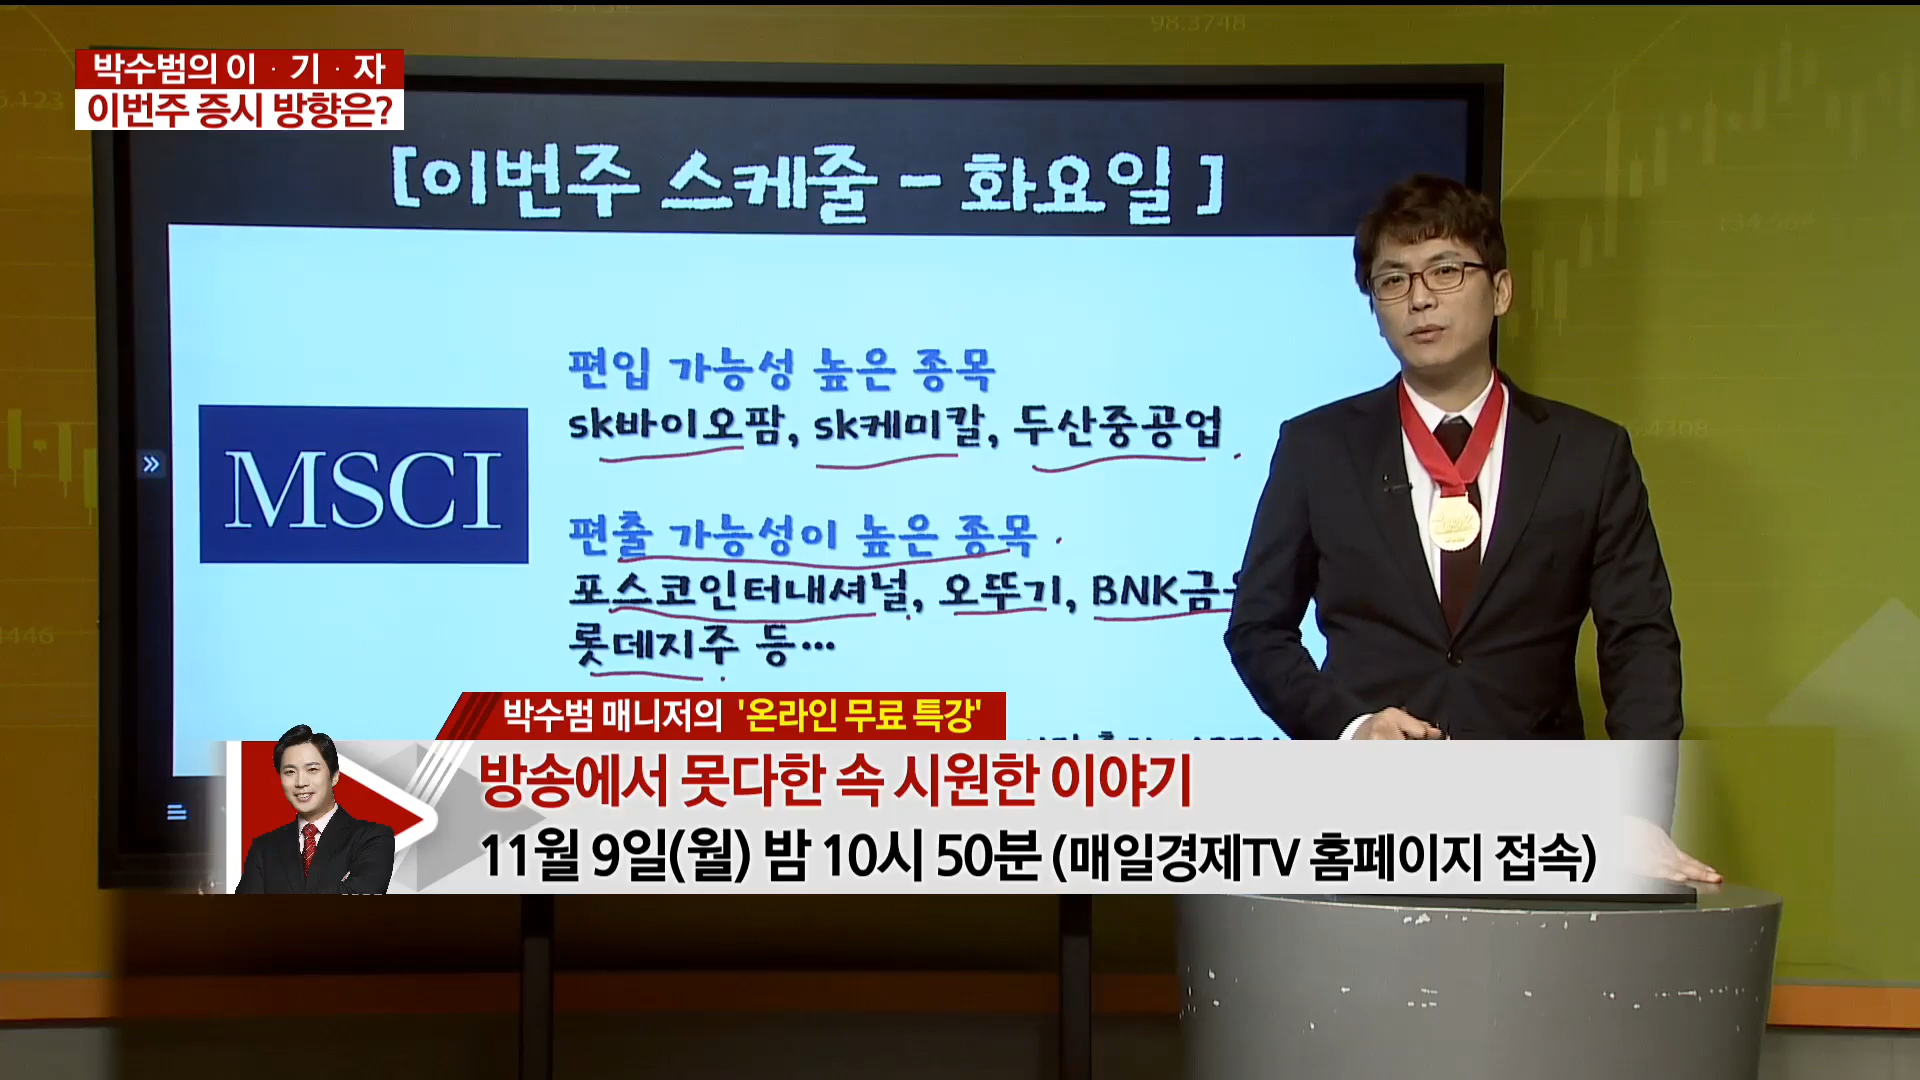 박수범의 이 · 기 · 자
이번주 증시 방향은?
[이번주 스케줄 - 화요일]
MSCI
편입 가능성 높은 종목
sk바이오팜, sk케미칼, 두산중공업
편출 가능성이 높은 종목
포스코인터내셔널, 오뚜기, BNK금
롯데지주 등...
박수범 매니저의 '온라인 무료 특강'
방송에서 못다한 속 시원한 이야기
11월 9일(월) 밤 10시 50분 (매일경제TV 홈페이지 접속)
98.3748